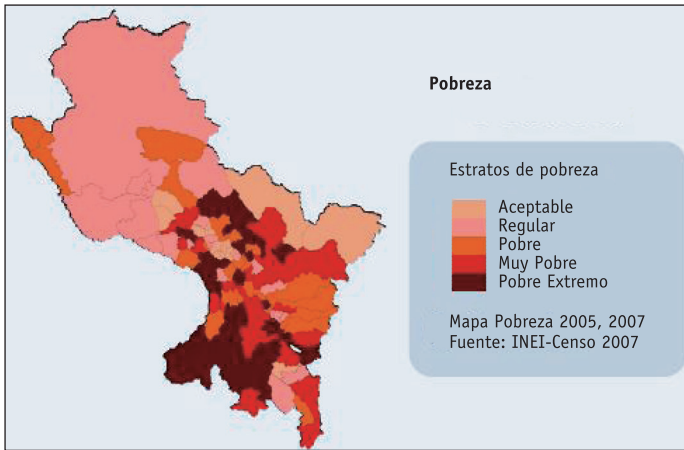 Pobreza
Estratos de pobreza
Aceptable
Regular
Pobre
Muy Pobre
Pobre Extremo
Mapa Pobreza 2005, 2007
Fuente: INEI-Censo 2007